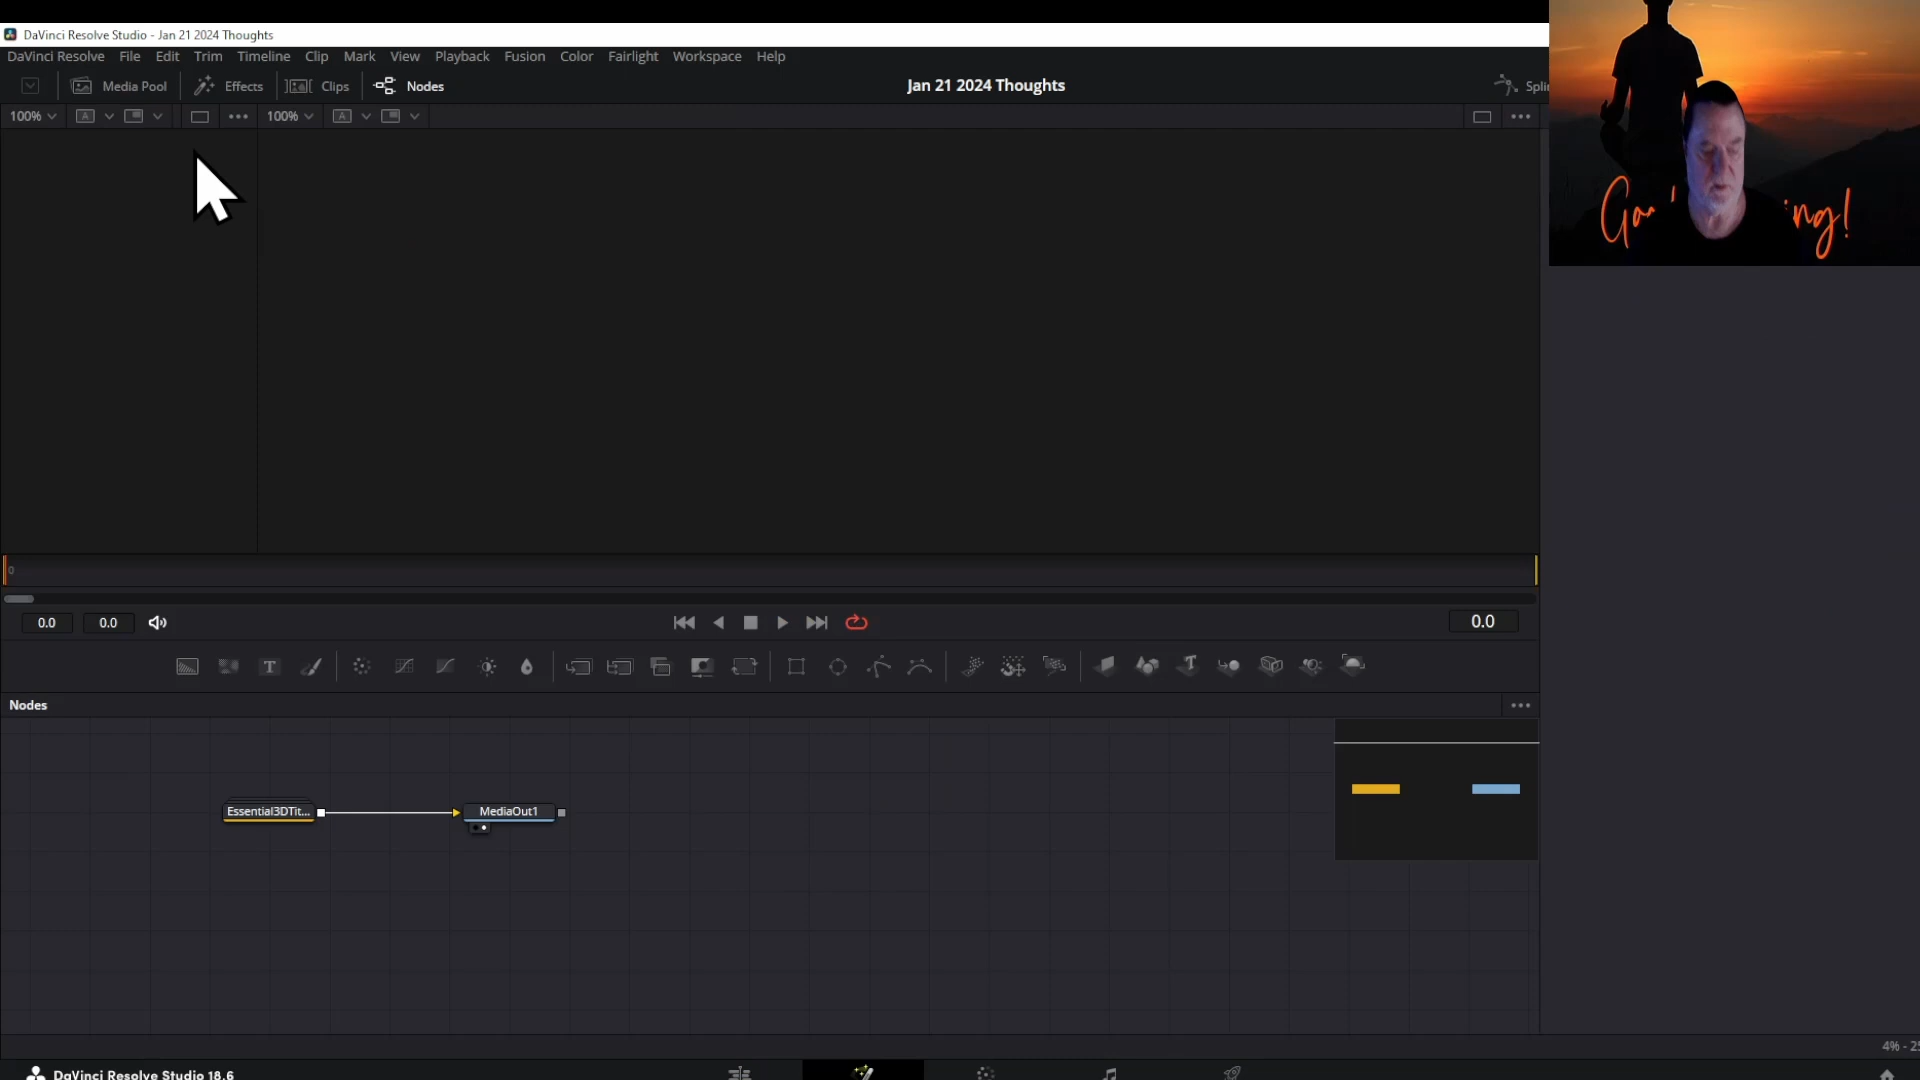 DaVinci Resolve Studio - Jan 21 2024 Thoughts
DaVinci Resolve File Edit Trim Timeline Clip Mark View Playback Fusion Color Fairlight Workspace Help
Media Pool Effects Clips Nodes Jan 21 2024 Thoughts
100% A 100% A
0
0.0 0.0 0.0
T
Nodes
Essential3DTit... MediaOut1
DaVinci Resolve Studio 18.6